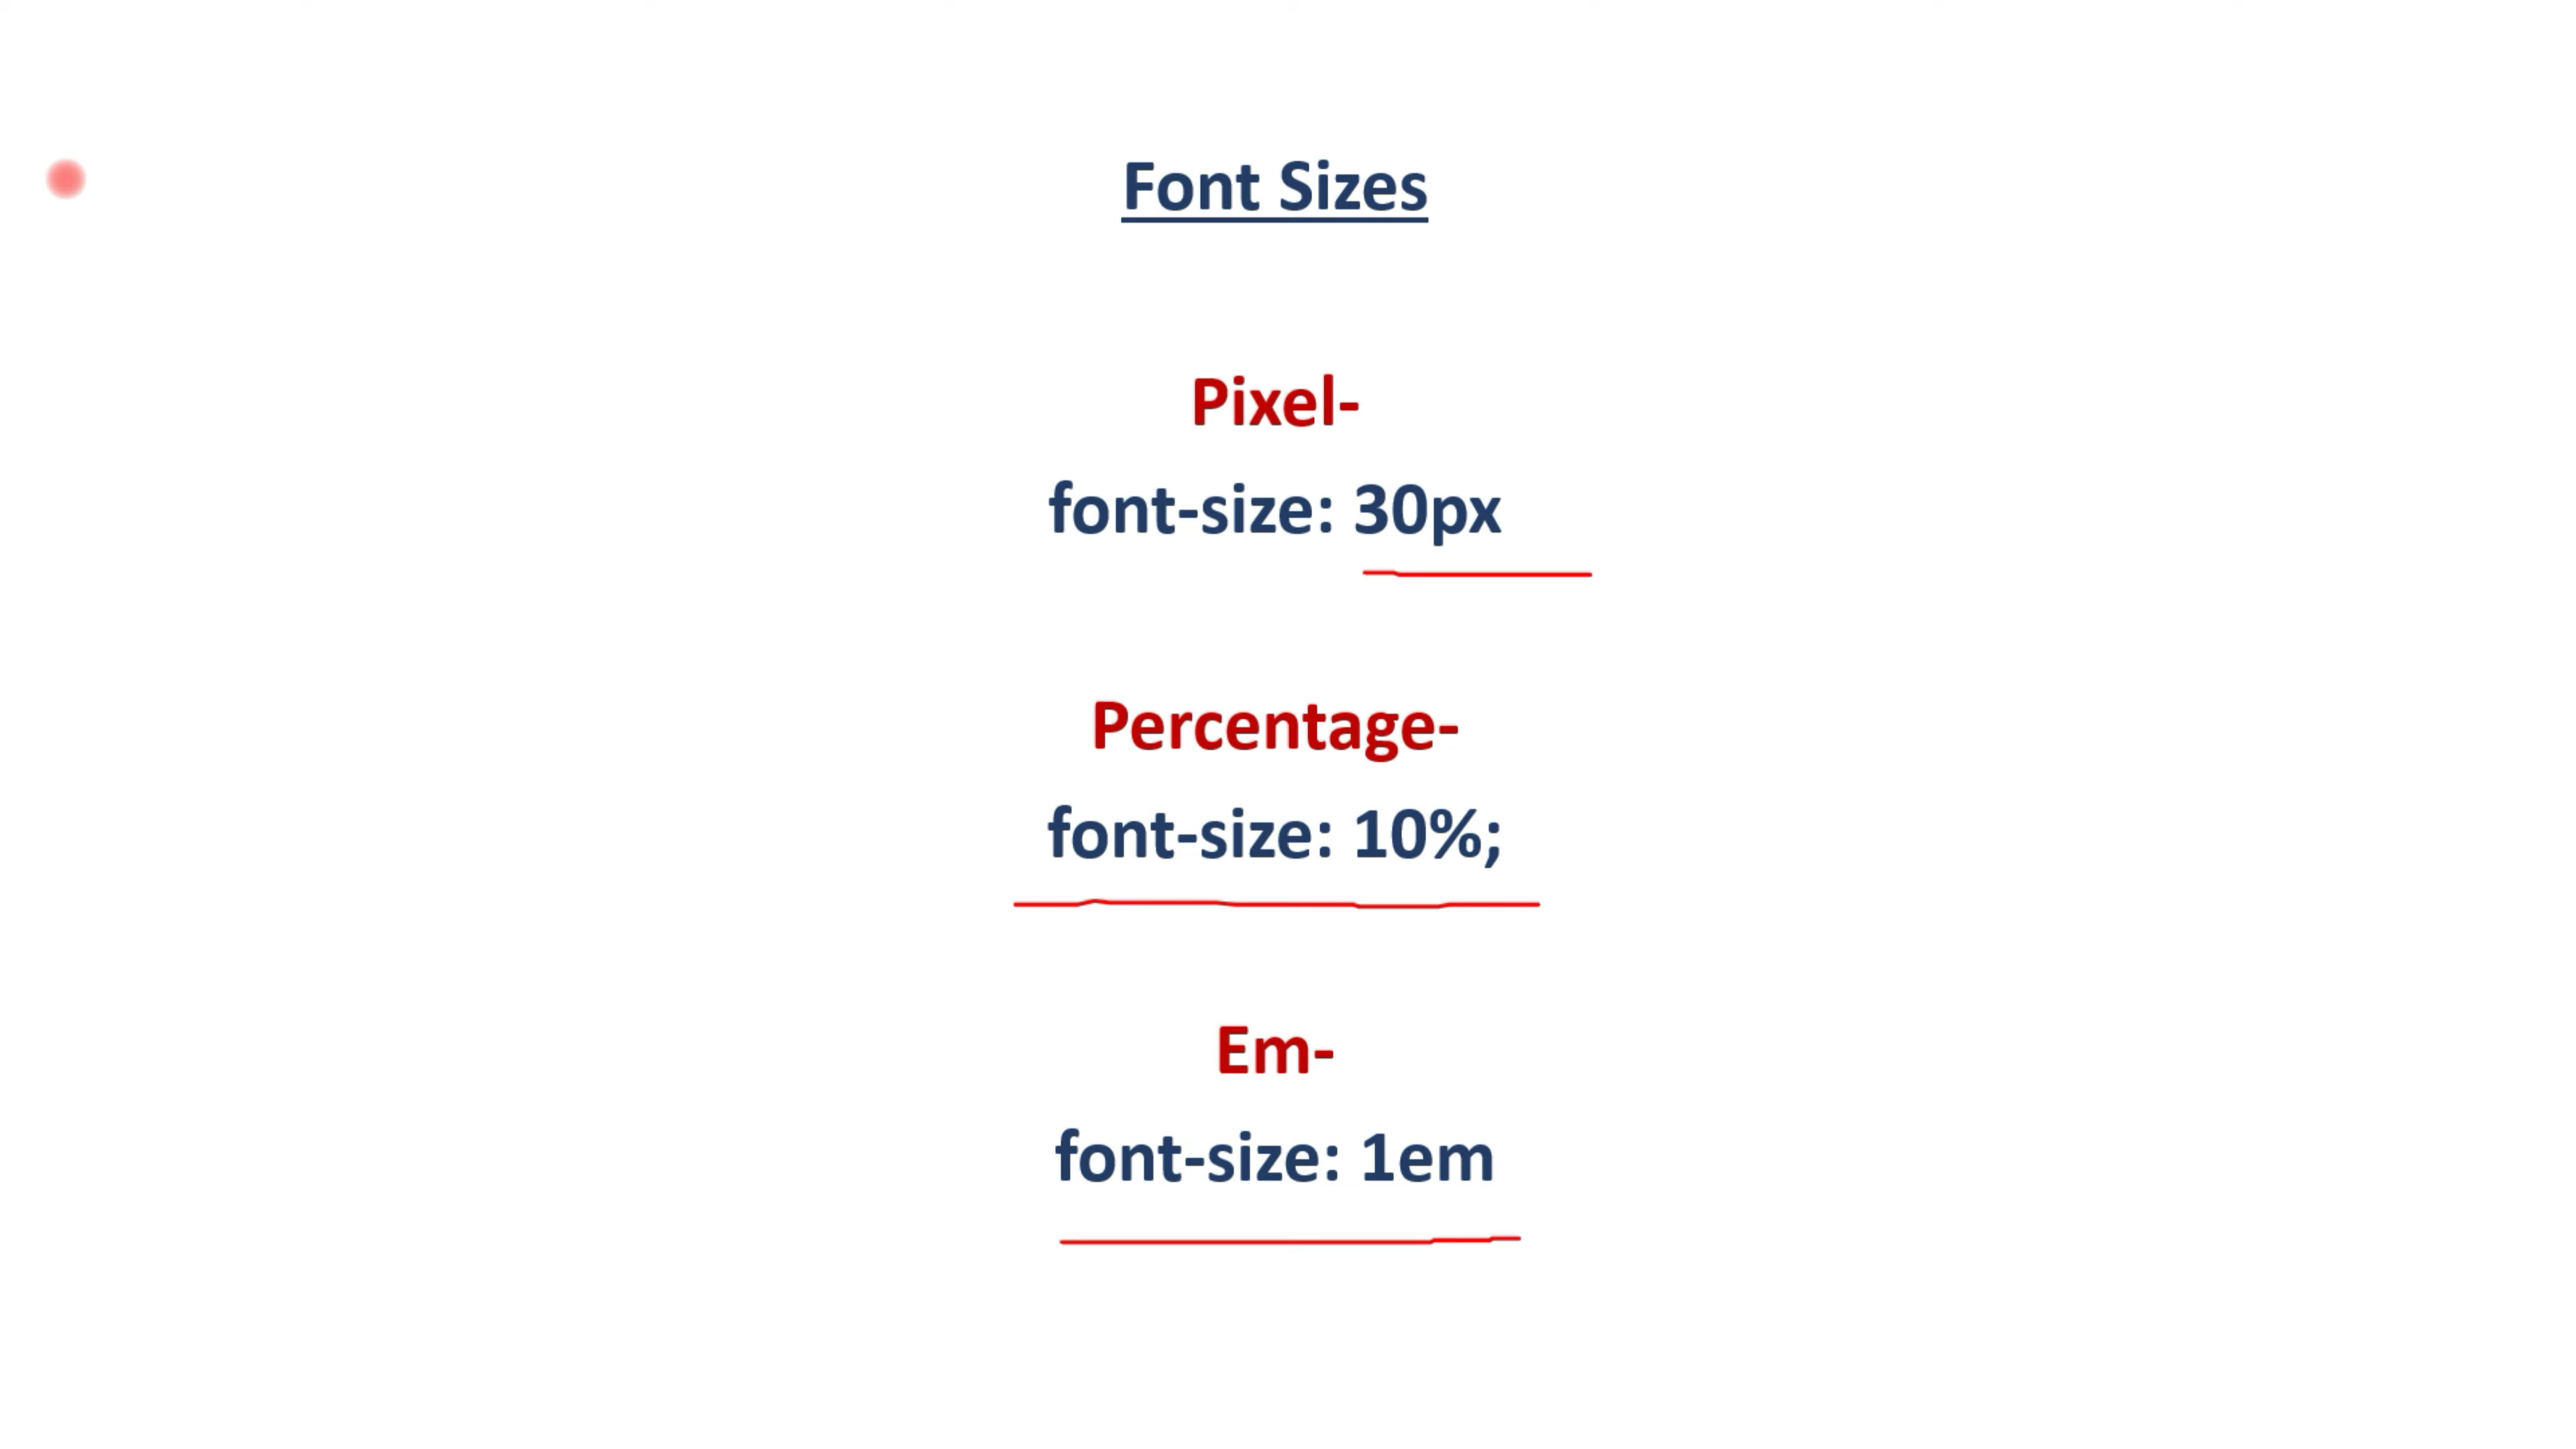 Font Sizes
Pixel-
font-size: 30px
Percentage-
font-size: 10%;
Em-
font-size: 1em